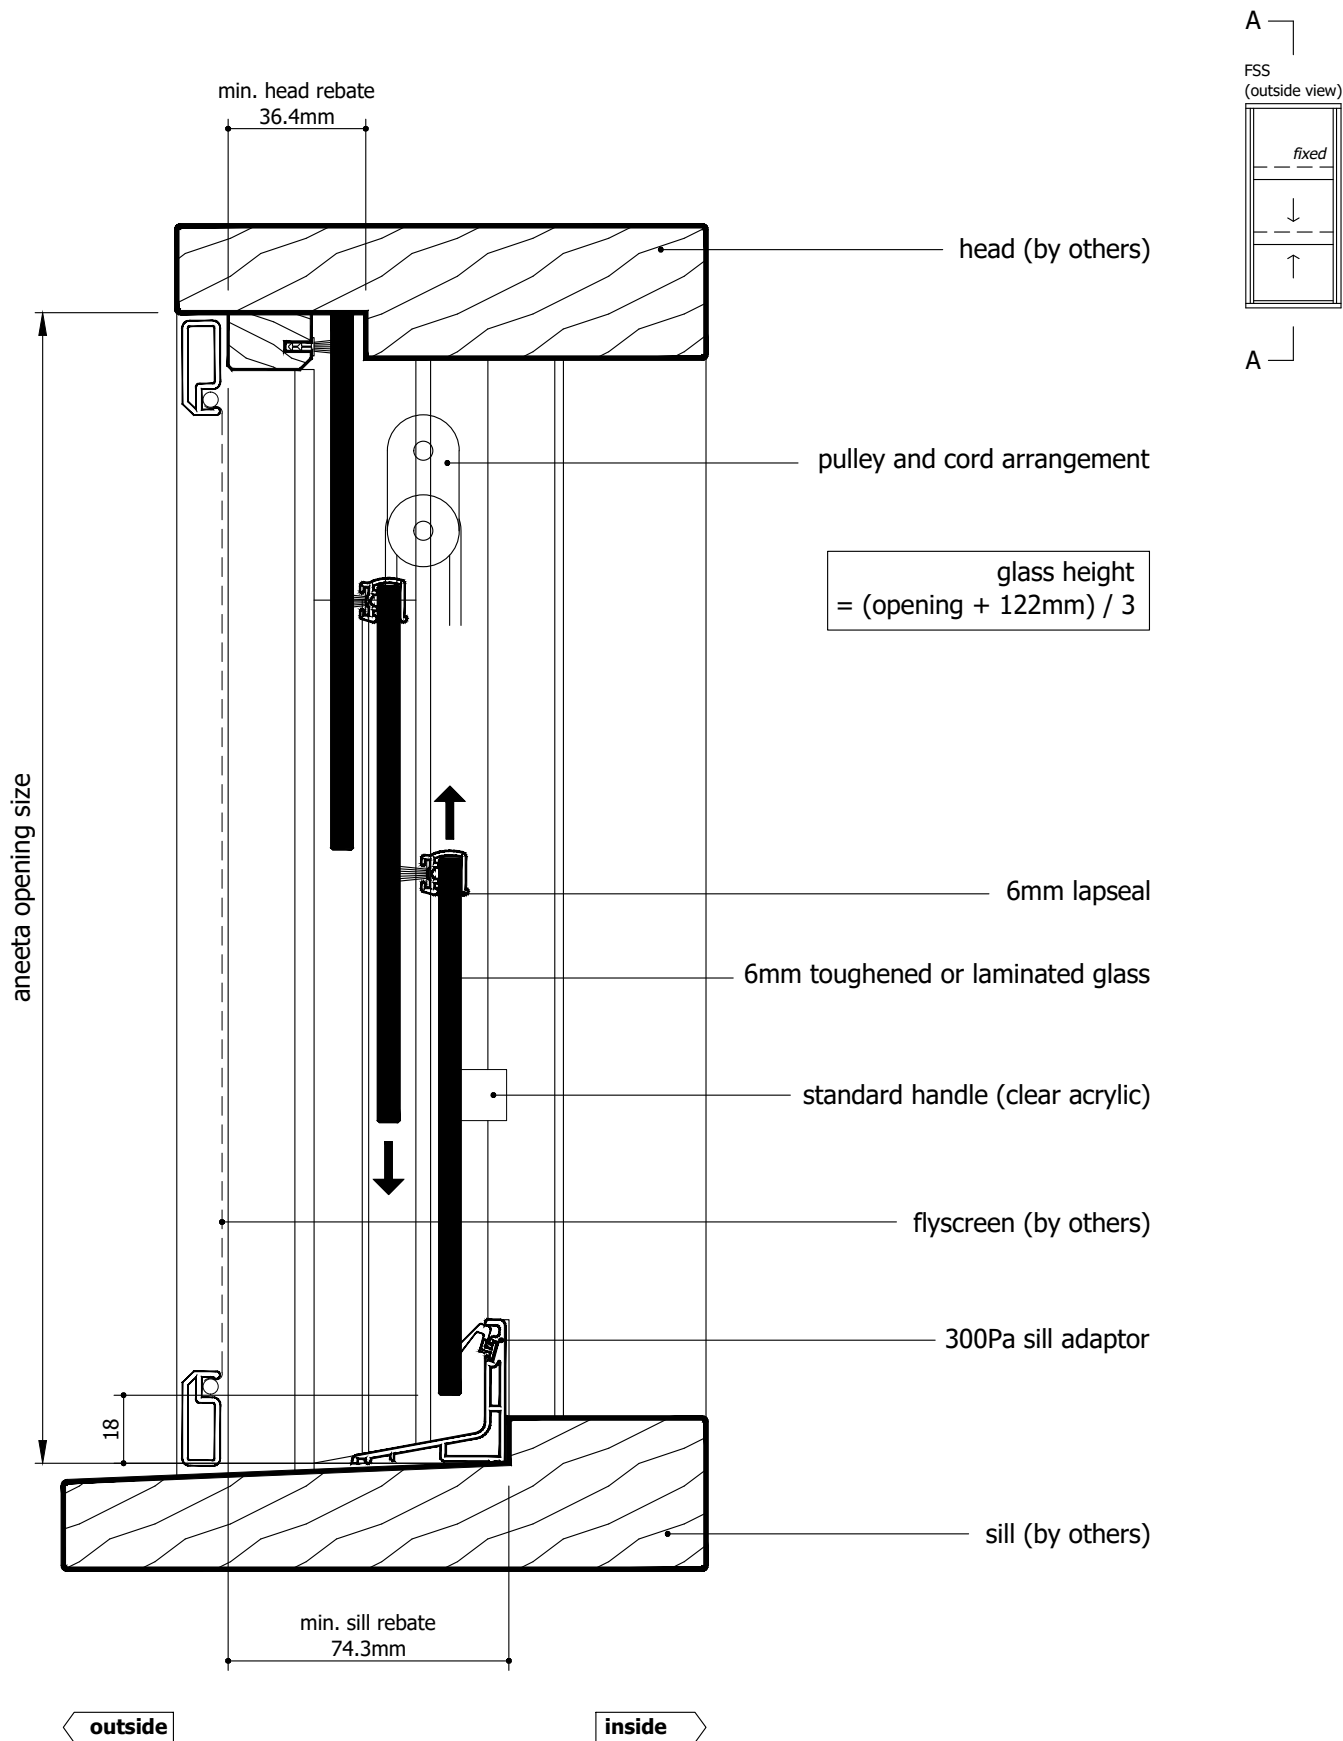 A
FSS
(outside view)
fixed
A
min. head rebate
36.4mm
head (by others)
pulley and cord arrangement
glass height
= (opening + 122mm) / 3
aneeta opening size
6mm lapseal
6mm toughened or laminated glass
standard handle (clear acrylic)
flyscreen (by others)
300Pa sill adaptor
18
sill (by others)
min. sill rebate
74.3mm
outside
inside